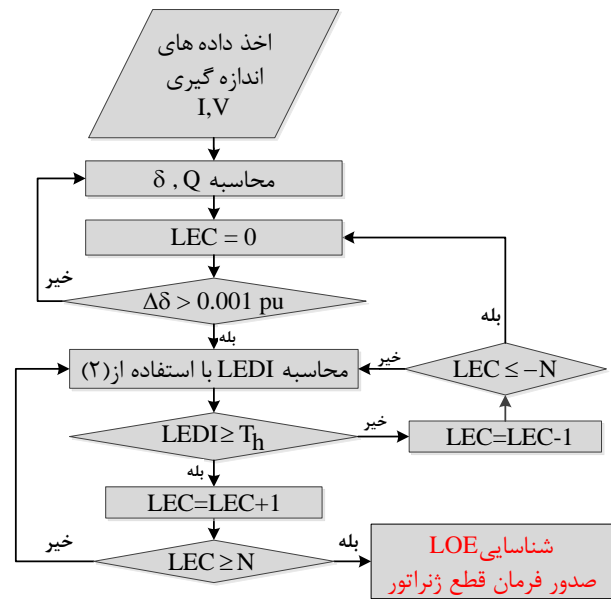 اخذ داده های
اندازه گیری
I,V
محاسبه δ , Q
LEC = 0
خیر
Δδ > 0.001 pu
بله
بله
محاسبه LEDI با استفاده از(۲)
خیر
LEC ≤ −N
LEDI ≥ Th
خیر
LEC=LEC-1
بله
LEC=LEC+1
خیر
LEC ≥ N
بله
شناسایی LOE
صدور فرمان قطع ژنراتور